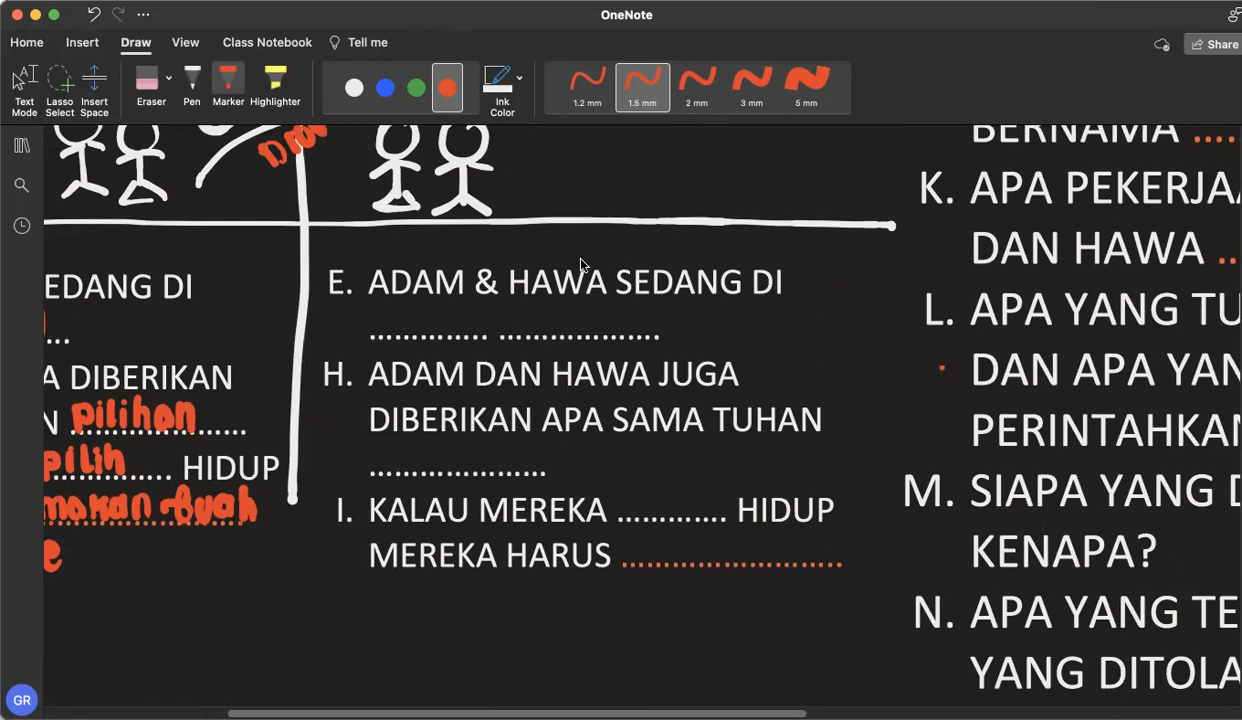 OneNote
Home Insert Draw View Class Notebook Tell me
Share
Text Mode
Lasso Select
Insert Space
Eraser
Pen
Marker
Highlighter
Ink Color
1.2 mm
1.5 mm
2 mm
3 mm
5 mm
EDANG DI
...
A DIBERIKAN
N pilihan
pilih .............. HIDUP
makan buah
E. ADAM & HAWA SEDANG DI
.............. ...................
H. ADAM DAN HAWA JUGA
DIBERIKAN APA SAMA TUHAN
.....................
I. KALAU MEREKA ............. HIDUP
MEREKA HARUS ..........................
BERNAMA ....
K. APA PEKERJA
DAN HAWA ..
L. APA YANG TU
DAN APA YAN
PERINTAHKAN
M. SIAPA YANG D
KENAPA?
N. APA YANG TE
YANG DITOLA
GR